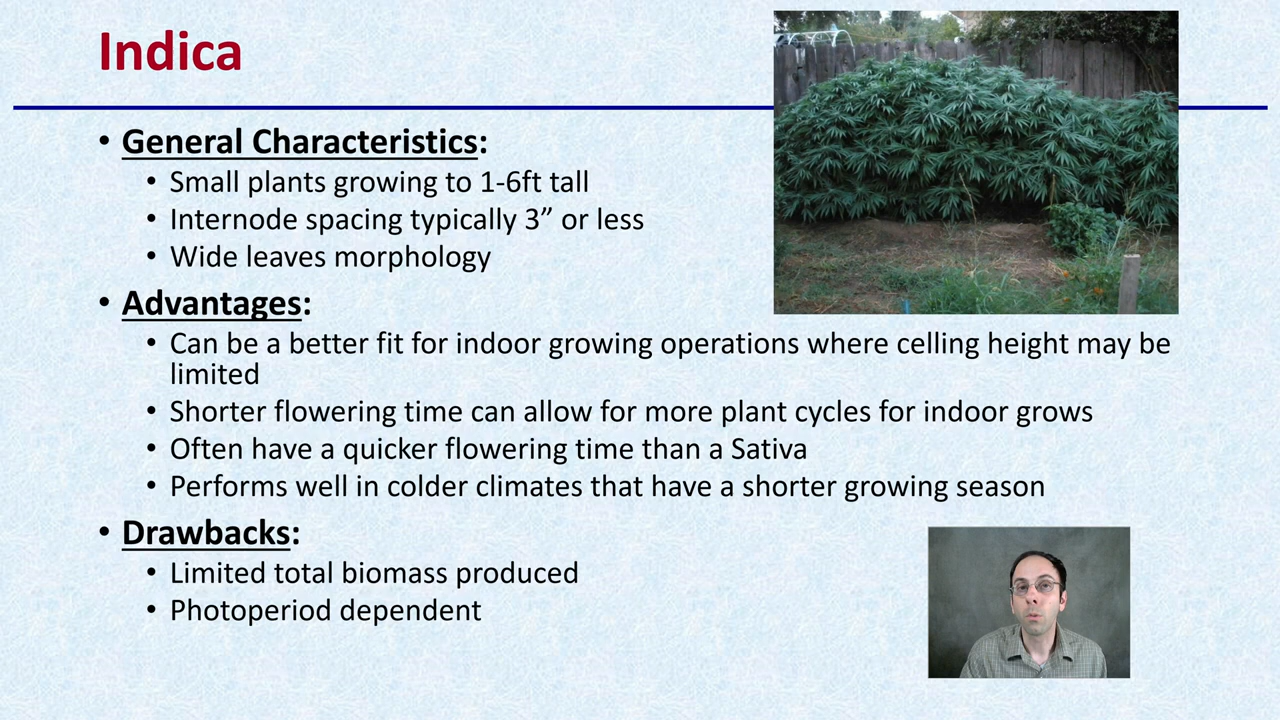 Indica
• General Characteristics:
• Small plants growing to 1-6ft tall
• Internode spacing typically 3” or less
• Wide leaves morphology
• Advantages:
• Can be a better fit for indoor growing operations where celling height may be
limited
• Shorter flowering time can allow for more plant cycles for indoor grows
• Often have a quicker flowering time than a Sativa
• Performs well in colder climates that have a shorter growing season
• Drawbacks:
• Limited total biomass produced
• Photoperiod dependent